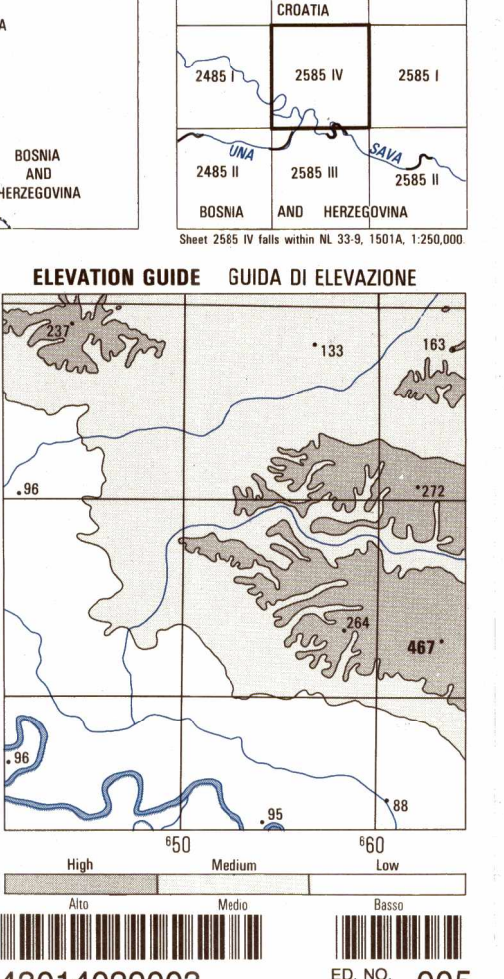 CROATIA
A
2485 I
2585 IV
2585 I
BOSNIA
AND
HERZEGOVINA
UNA
SAVA
2485 II
2585 III
2585 II
BOSNIA AND HERZEGOVINA
Sheet 2585 IV falls within NL 33-9, 1501A, 1:250,000.
ELEVATION GUIDE GUIDA DI ELEVAZIONE
237
133
163
96
272
264
467
96
95
88
⁶50
⁶60
High Medium Low
Alto Medio Basso
ED. NO.